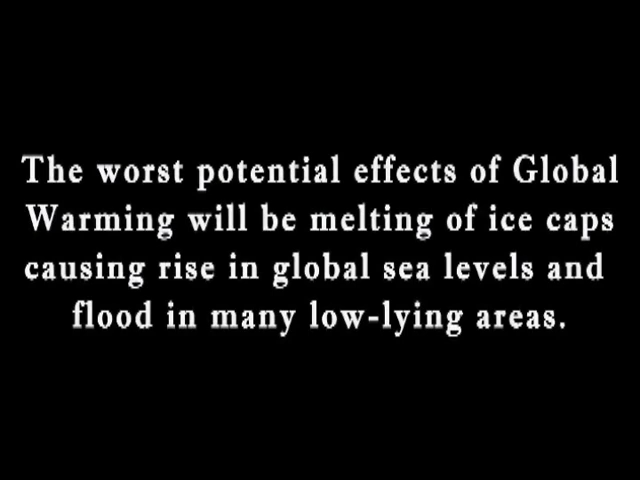 The worst potential effects of Global
Warming will be melting of ice caps
causing rise in global sea levels and
flood in many low-lying areas.